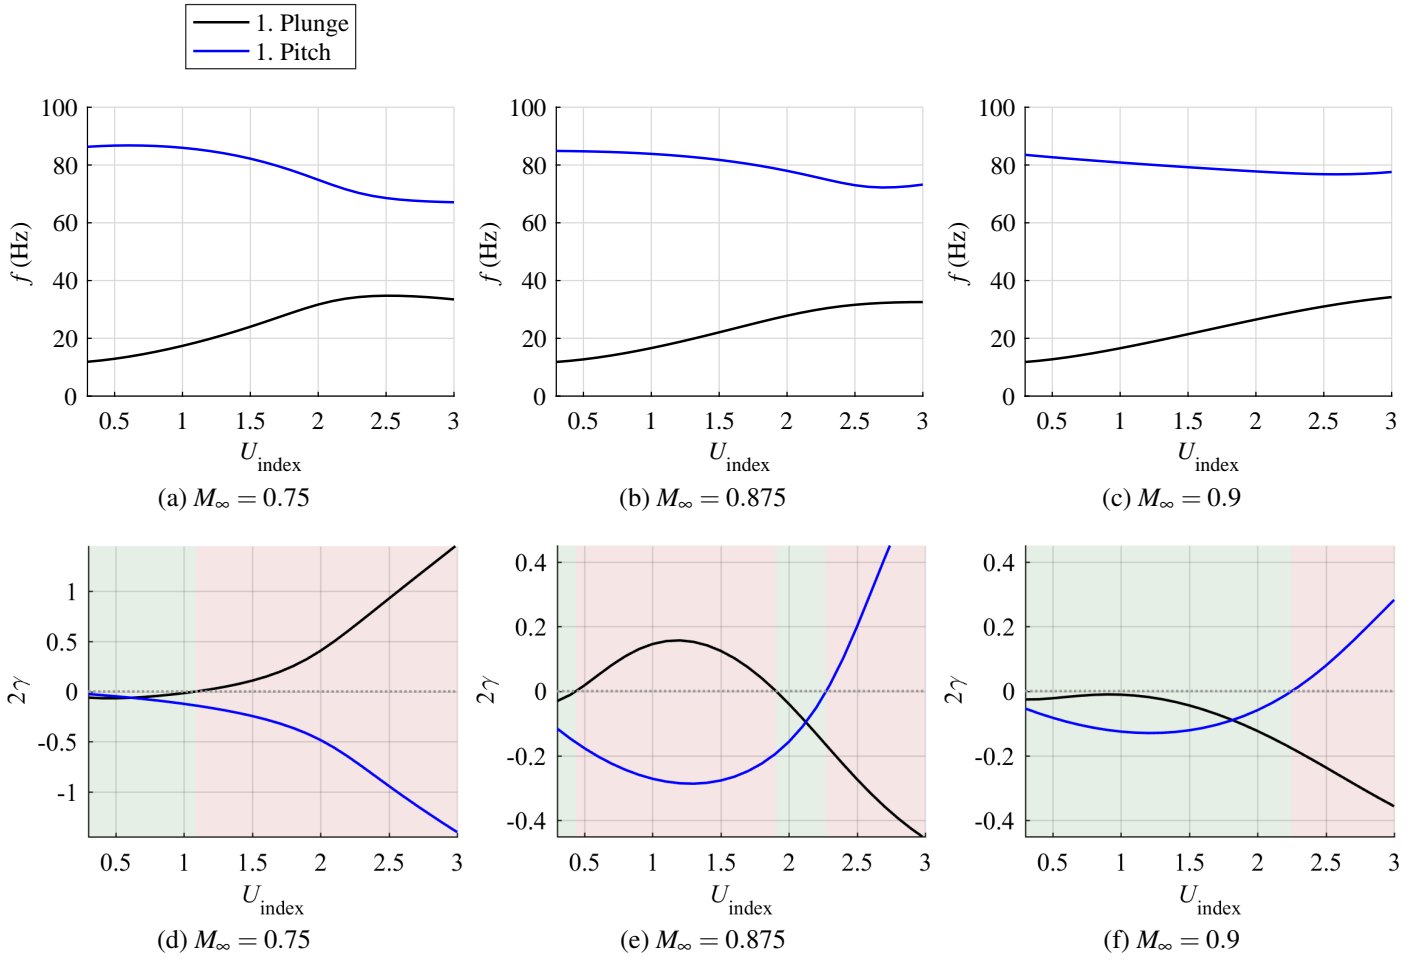 1. Plunge
1. Pitch
100
80
60
40
20
0
f (Hz)
0.5 1 1.5 2 2.5 3
U_index
(a) M∞ = 0.75
100
80
60
40
20
0
f (Hz)
0.5 1 1.5 2 2.5 3
U_index
(b) M∞ = 0.875
100
80
60
40
20
0
f (Hz)
0.5 1 1.5 2 2.5 3
U_index
(c) M∞ = 0.9
1
0.5
0
-0.5
-1
2γ
0.5 1 1.5 2 2.5 3
U_index
(d) M∞ = 0.75
0.4
0.2
0
-0.2
-0.4
2γ
0.5 1 1.5 2 2.5 3
U_index
(e) M∞ = 0.875
0.4
0.2
0
-0.2
-0.4
2γ
0.5 1 1.5 2 2.5 3
U_index
(f) M∞ = 0.9